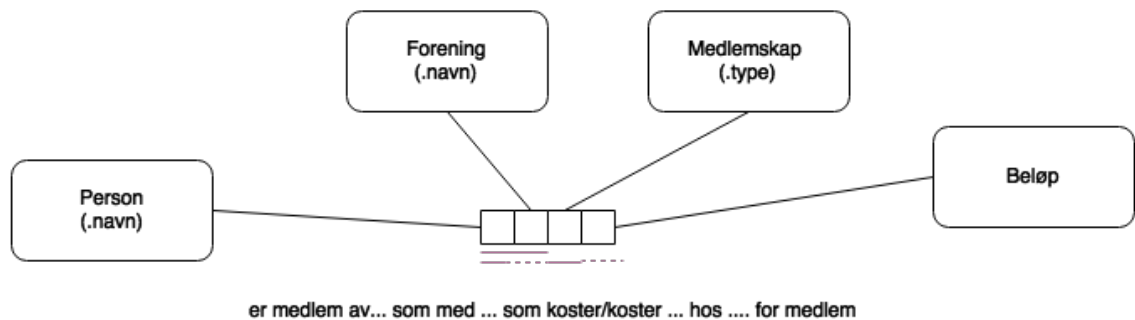 Forening
(.navn)
Medlemskap
(.type)
Person
(.navn)
Beløp
er medlem av... som med ... som koster/koster ... hos .... for medlem